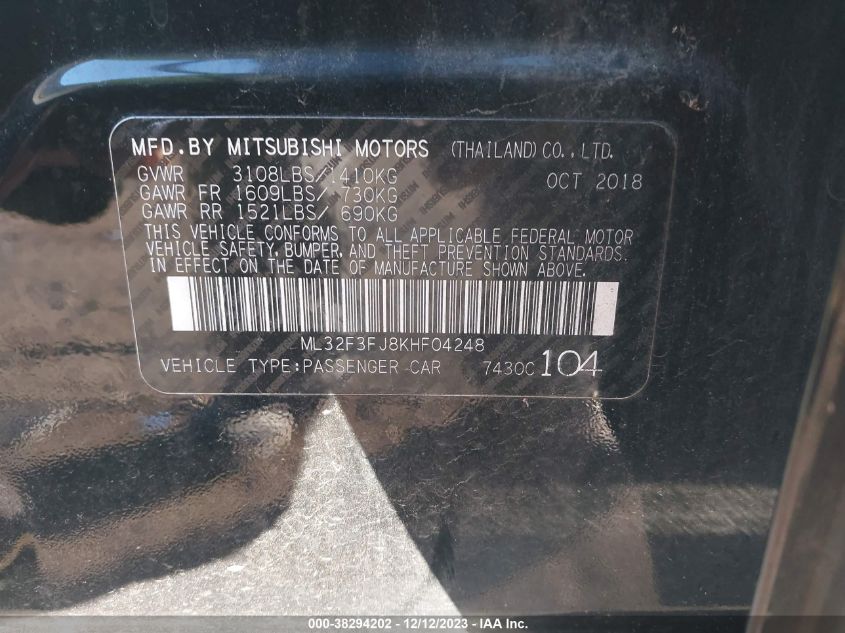 MFD.BY MITSUBISHI MOTORS (THAILAND) CO., LTD.
GVWR 3108LBS/1410KG OCT 2018
GAWR FR 1609LBS/ 730KG
GAWR RR 1521LBS/ 690KG
THIS VEHICLE CONFORMS TO ALL APPLICABLE FEDERAL MOTOR
VEHICLE SAFETY, BUMPER, AND THEFT PREVENTION STANDARDS
IN EFFECT ON THE DATE OF MANUFACTURE SHOWN ABOVE.
ML32F3FJ8KHF04248
VEHICLE TYPE:PASSENGER CAR 7430C 104
000-38294202 - 12/12/2023 - IAA Inc.